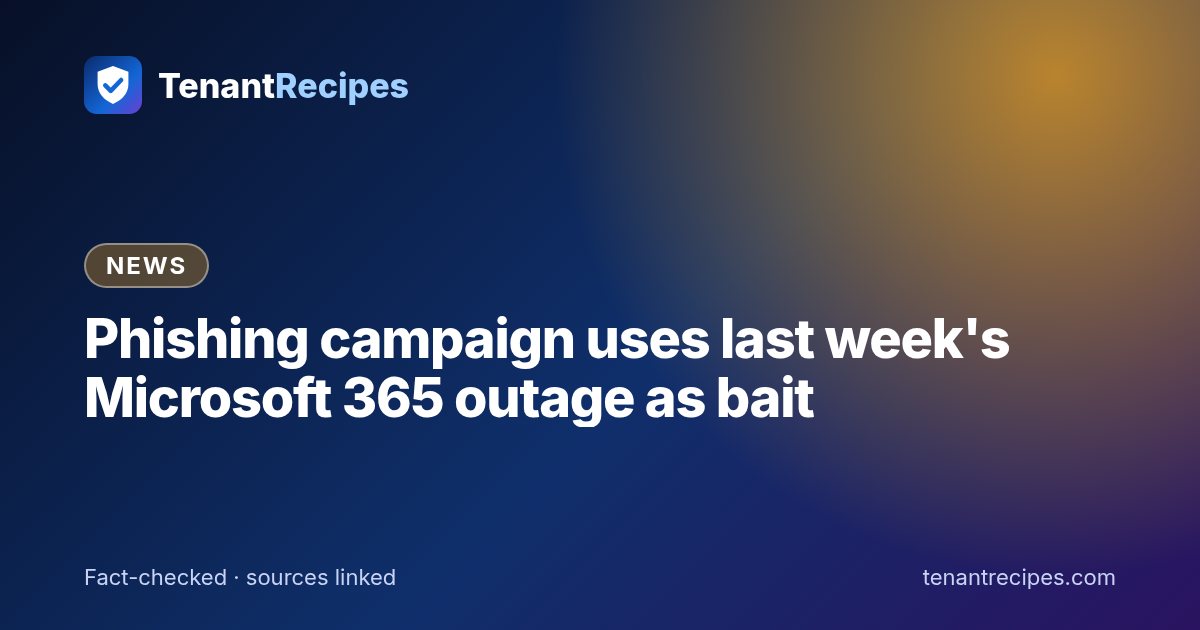 TenantRecipes
NEWS
Phishing campaign uses last week's
Microsoft 365 outage as bait
Fact-checked · sources linked
tenantrecipes.com